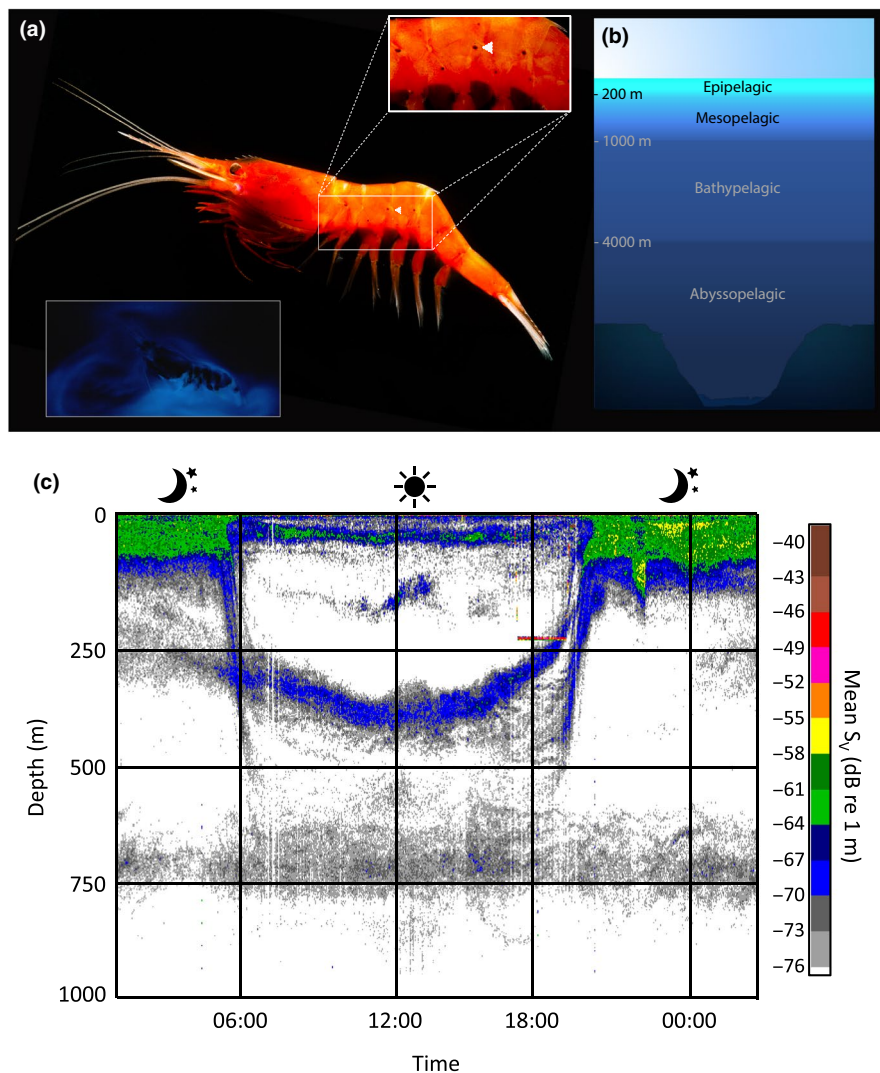 (a)
(b)
Epipelagic
200 m
Mesopelagic
1000 m
Bathypelagic
4000 m
Abyssopelagic
(c)
0
250
500
750
1000
Depth (m)
06:00
12:00
18:00
00:00
Time
−40
−43
−46
−49
−52
−55
−58
−61
−64
−67
−70
−73
−76
Mean Sv (dB re 1 m)